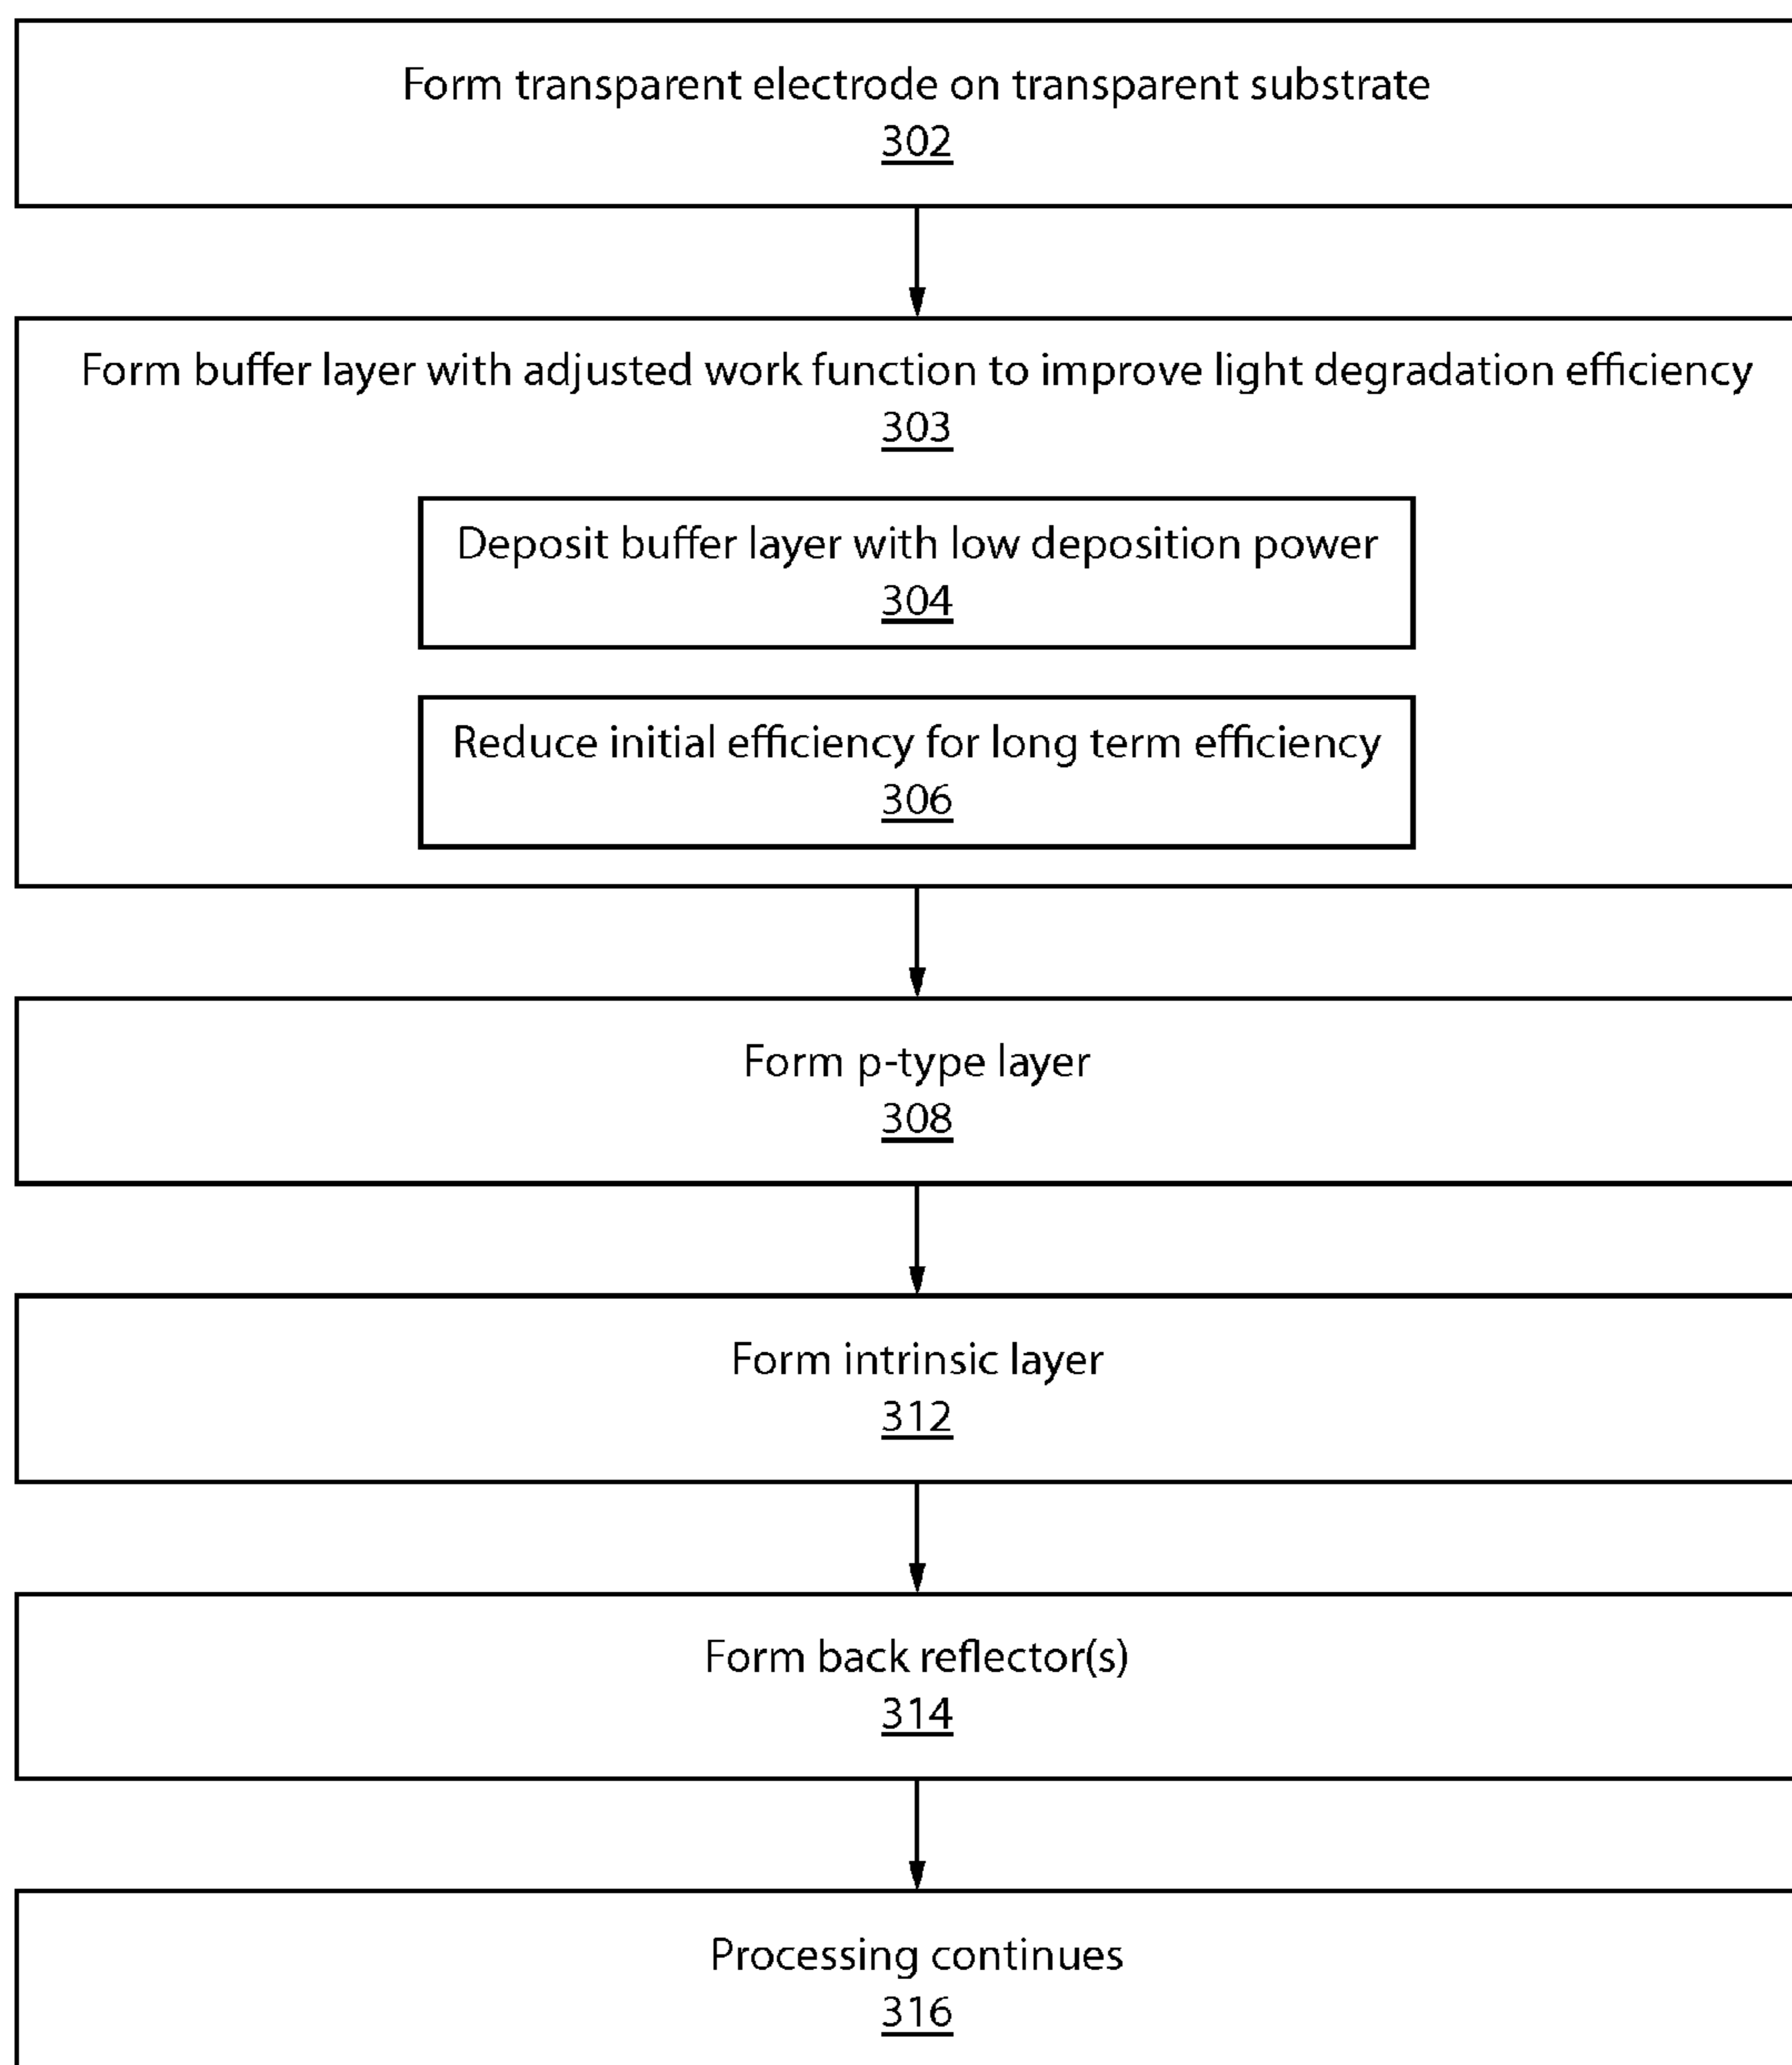 Form transparent electrode on transparent substrate
302
Form buffer layer with adjusted work function to improve light degradation efficiency
303
Deposit buffer layer with low deposition power
304
Reduce initial efficiency for long term efficiency
306
Form p-type layer
308
Form intrinsic layer
312
Form back reflector(s)
314
Processing continues
316